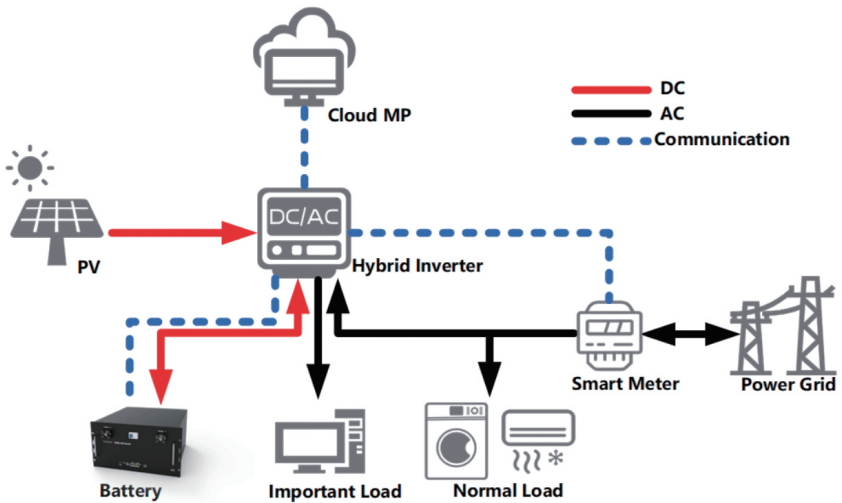 Cloud MP
DC
AC
Communication
DC/AC
PV
Hybrid Inverter
Smart Meter
Power Grid
Battery
Important Load
Normal Load